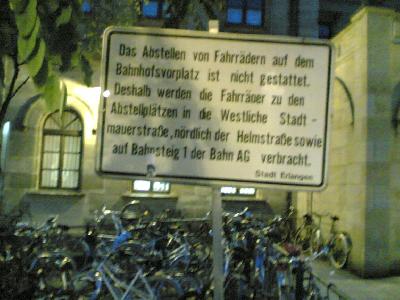 Das Abstellen von Fahrrädern auf dem
Bahnhofsvorplatz ist nicht gestattet.
Deshalb werden die Fahrräder zu den
Abstellplätzen in die Westliche Stadt-
mauerstraße, nördlich der Helmstraße sowie
auf Bahnsteig 1 der Bahn AG verbracht.
Stadt Erlangen